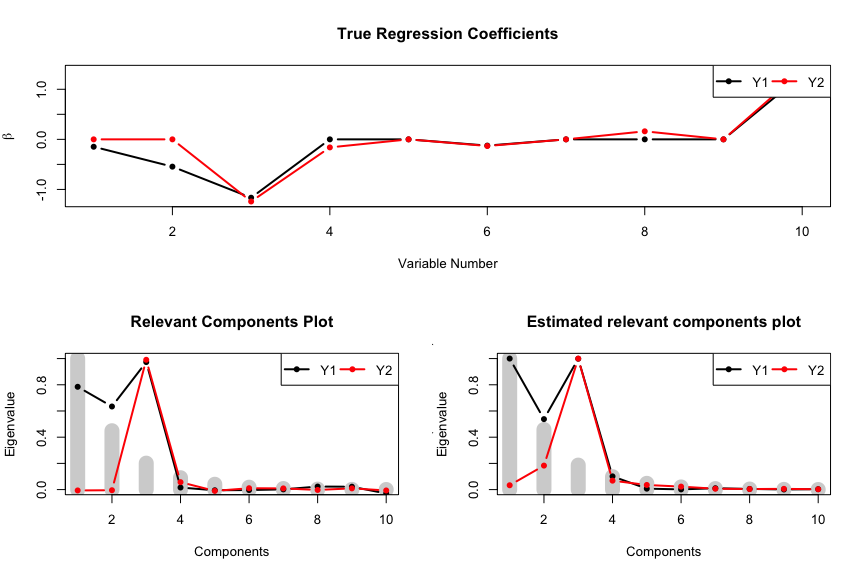 True Regression Coefficients
Y1 Y2
β
1.0
0.0
-1.0
2 4 6 8 10
Variable Number
Relevant Components Plot
Y1 Y2
Eigenvalue
0.8
0.4
0.0
2 4 6 8 10
Components
Estimated relevant components plot
Y1 Y2
Eigenvalue
0.8
0.4
0.0
2 4 6 8 10
Components